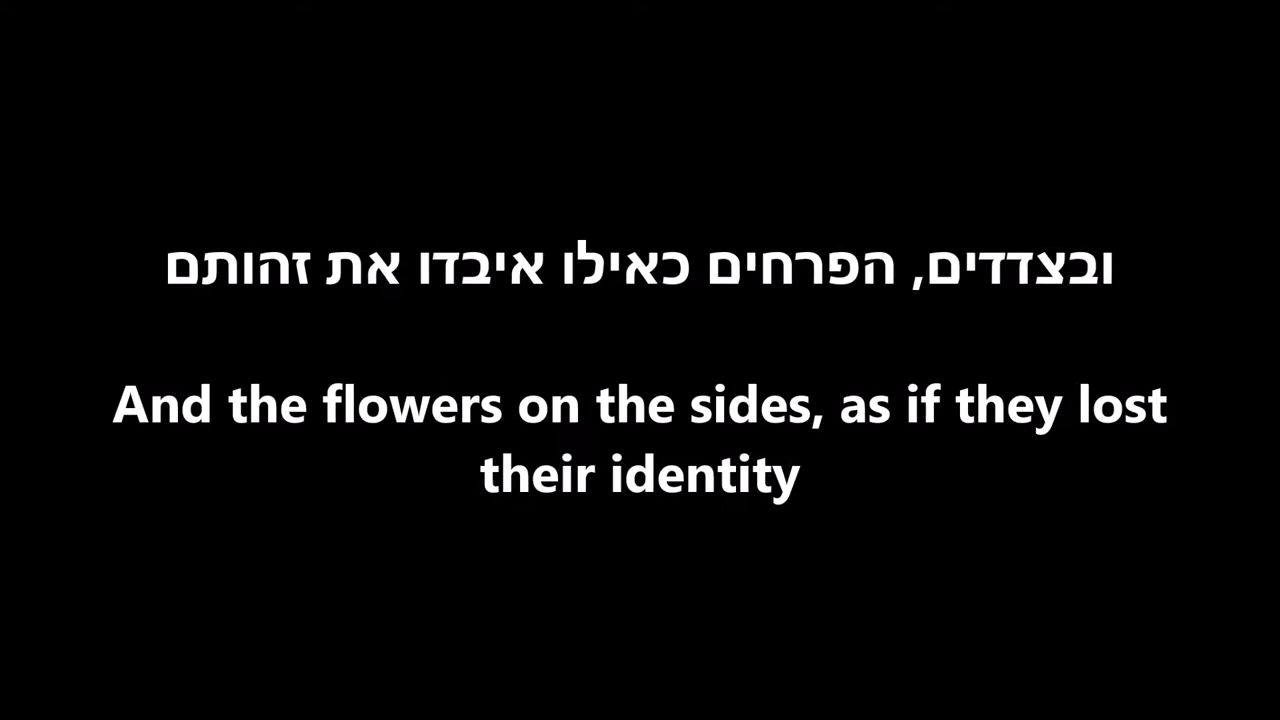 ובצדדים, הפרחים כאילו איבדו את זהותם
And the flowers on the sides, as if they lost
their identity